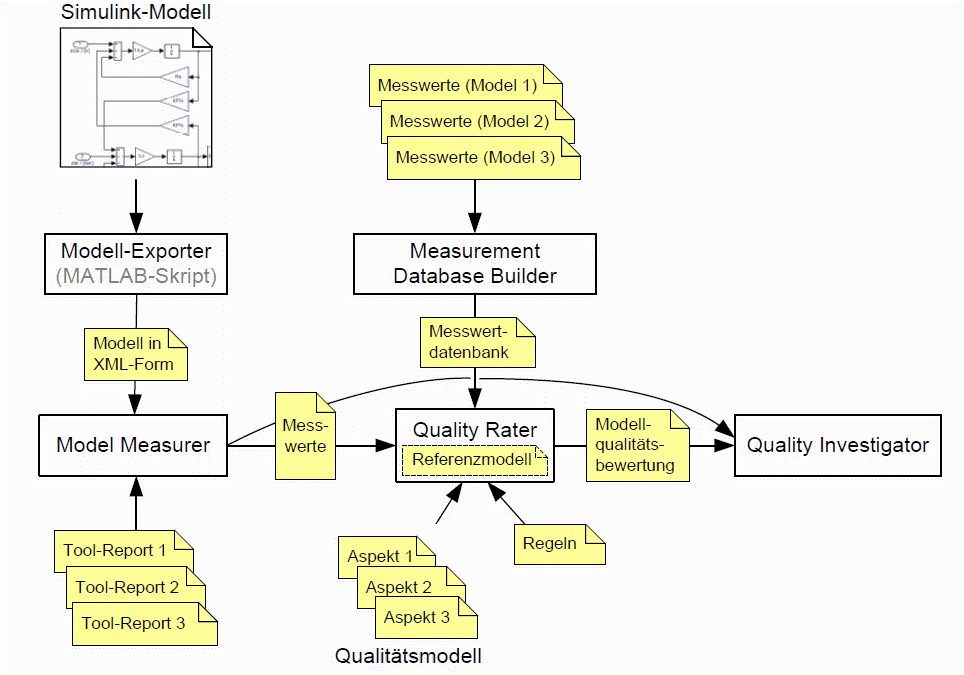 Simulink-Modell
Messwerte (Model 1)
Messwerte (Model 2)
Messwerte (Model 3)
Modell-Exporter
(MATLAB-Skript)
Measurement
Database Builder
Modell in
XML-Form
Messwert-
datenbank
Model Measurer
Mess-
werte
Quality Rater
Referenzmodell
Modell-
qualitäts-
bewertung
Quality Investigator
Tool-Report 1
Tool-Report 2
Tool-Report 3
Aspekt 1
Aspekt 2
Aspekt 3
Regeln
Qualitätsmodell